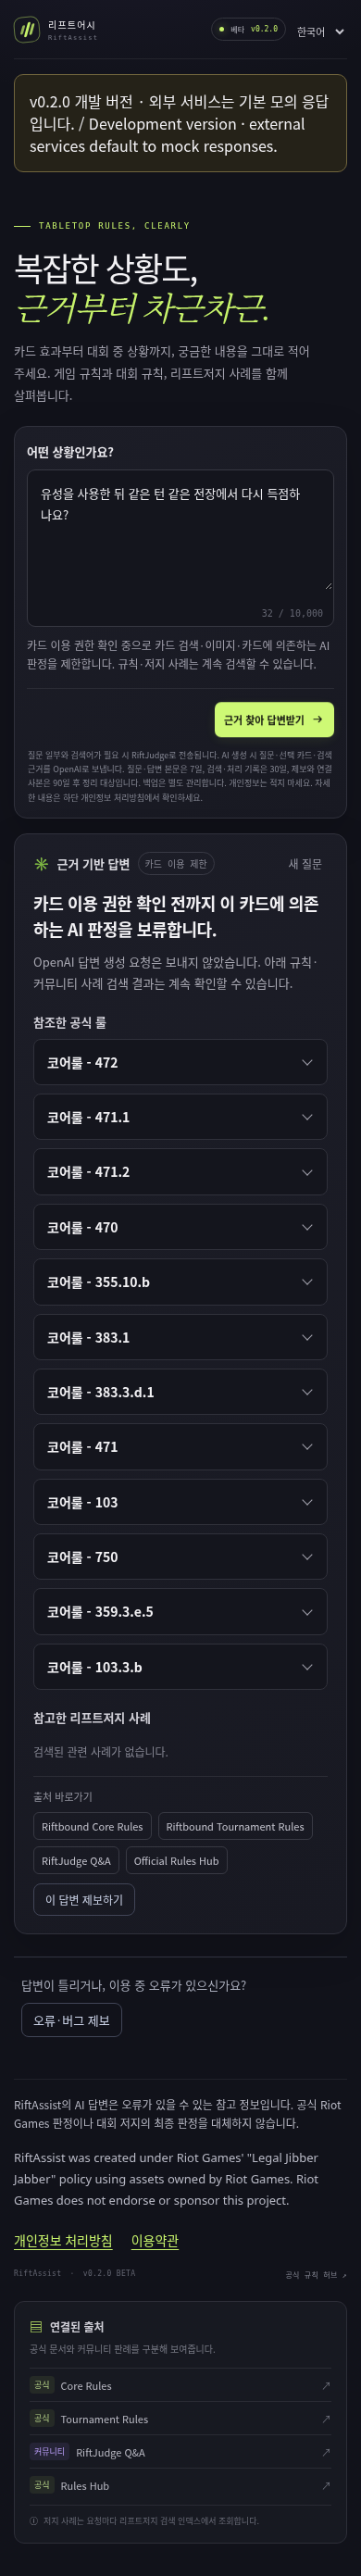 리프트어시
RiftAssist
베타 v0.2.0
한국어
v0.2.0 개발 버전 · 외부 서비스는 기본 모의 응답
입니다. / Development version · external
services default to mock responses.
TABLETOP RULES, CLEARLY
복잡한 상황도,
근거부터 차근차근.
카드 효과부터 대회 중 상황까지, 궁금한 내용을 그대로 적어
주세요. 게임 규칙과 대회 규칙, 리프트저지 사례를 함께
살펴봅니다.
어떤 상황인가요?
유성을 사용한 뒤 같은 턴 같은 전장에서 다시 득점하
나요?
32 / 10,000
카드 이용 권한 확인 중으로 카드 검색·이미지·카드에 의존하는 AI
판정을 제한합니다. 규칙·저지 사례는 계속 검색할 수 있습니다.
근거 찾아 답변받기 →
질문 일부와 검색어가 필요 시 RiftJudge로 전송됩니다. AI 생성 시 질문·선택 카드·검색
근거를 OpenAI로 보냅니다. 질문·답변 본문은 7일, 검색·처리 기록은 30일, 제보와 연결
사본은 90일 후 정리 대상입니다. 백업은 별도 관리합니다. 개인정보는 적지 마세요. 자세
한 내용은 하단 개인정보 처리방침에서 확인하세요.
근거 기반 답변 카드 이용 제한 새 질문
카드 이용 권한 확인 전까지 이 카드에 의존
하는 AI 판정을 보류합니다.
OpenAI 답변 생성 요청은 보내지 않았습니다. 아래 규칙·
커뮤니티 사례 검색 결과는 계속 확인할 수 있습니다.
참조한 공식 룰
코어룰 - 472
코어룰 - 471.1
코어룰 - 471.2
코어룰 - 470
코어룰 - 355.10.b
코어룰 - 383.1
코어룰 - 383.3.d.1
코어룰 - 471
코어룰 - 103
코어룰 - 750
코어룰 - 359.3.e.5
코어룰 - 103.3.b
참고한 리프트저지 사례
검색된 관련 사례가 없습니다.
출처 바로가기
Riftbound Core Rules
Riftbound Tournament Rules
RiftJudge Q&A
Official Rules Hub
이 답변 제보하기
답변이 틀리거나, 이용 중 오류가 있으신가요?
오류·버그 제보
RiftAssist의 AI 답변은 오류가 있을 수 있는 참고 정보입니다. 공식 Riot
Games 판정이나 대회 저지의 최종 판정을 대체하지 않습니다.
RiftAssist was created under Riot Games' "Legal Jibber
Jabber" policy using assets owned by Riot Games. Riot
Games does not endorse or sponsor this project.
개인정보 처리방침 이용약관
RiftAssist · v0.2.0 BETA
공식 규칙 허브 ↗
연결된 출처
공식 문서와 커뮤니티 판례를 구분해 보여줍니다.
공식 Core Rules ↗
공식 Tournament Rules ↗
커뮤니티 RiftJudge Q&A ↗
공식 Rules Hub ↗
저지 사례는 요청마다 리프트저지 검색 인덱스에서 조회합니다.